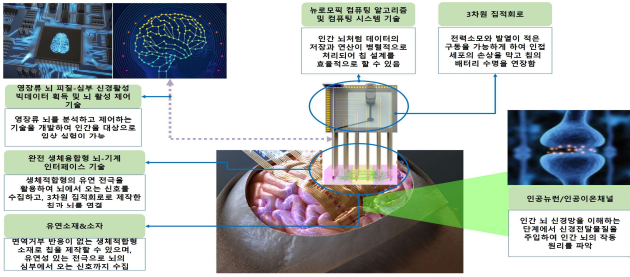 뉴로모픽 컴퓨팅 알고리즘
및 컴퓨팅 시스템 기술
인간 뇌처럼 데이터의
저장과 연산이 병렬적으로
처리되어 칩 설계를
효율적으로 할 수 있음
3차원 집적회로
전력소모와 발열이 적은
구동을 가능하게 하여 인접
세포의 손상을 막고 칩의
배터리 수명을 연장함
영장류 뇌 피질-심부 신경활성
빅데이터 획득 및 뇌 활성 제어
기술
영장류 뇌를 분석하고 제어하는
기술을 개발하여 인간을 대상으로
임상 실험이 가능
완전 생체융합형 뇌-기계
인터페이스 기술
생체적합형의 유연 전극을
활용하여 뇌에서 오는 신호를
수집하고, 3차원 집적회로로 제작한
칩과 뇌를 연결
유연소재&소자
면역거부 반응이 없는 생체적합형
소재로 칩을 제작할 수 있으며,
유연성 있는 전극으로 뇌의
심부에서 오는 신호까지 수집
인공뉴런/인공이온채널
인간 뇌 신경망을 이해하는
단계에서 신경전달물질을
주입하여 인간 뇌의 작동
원리를 파악